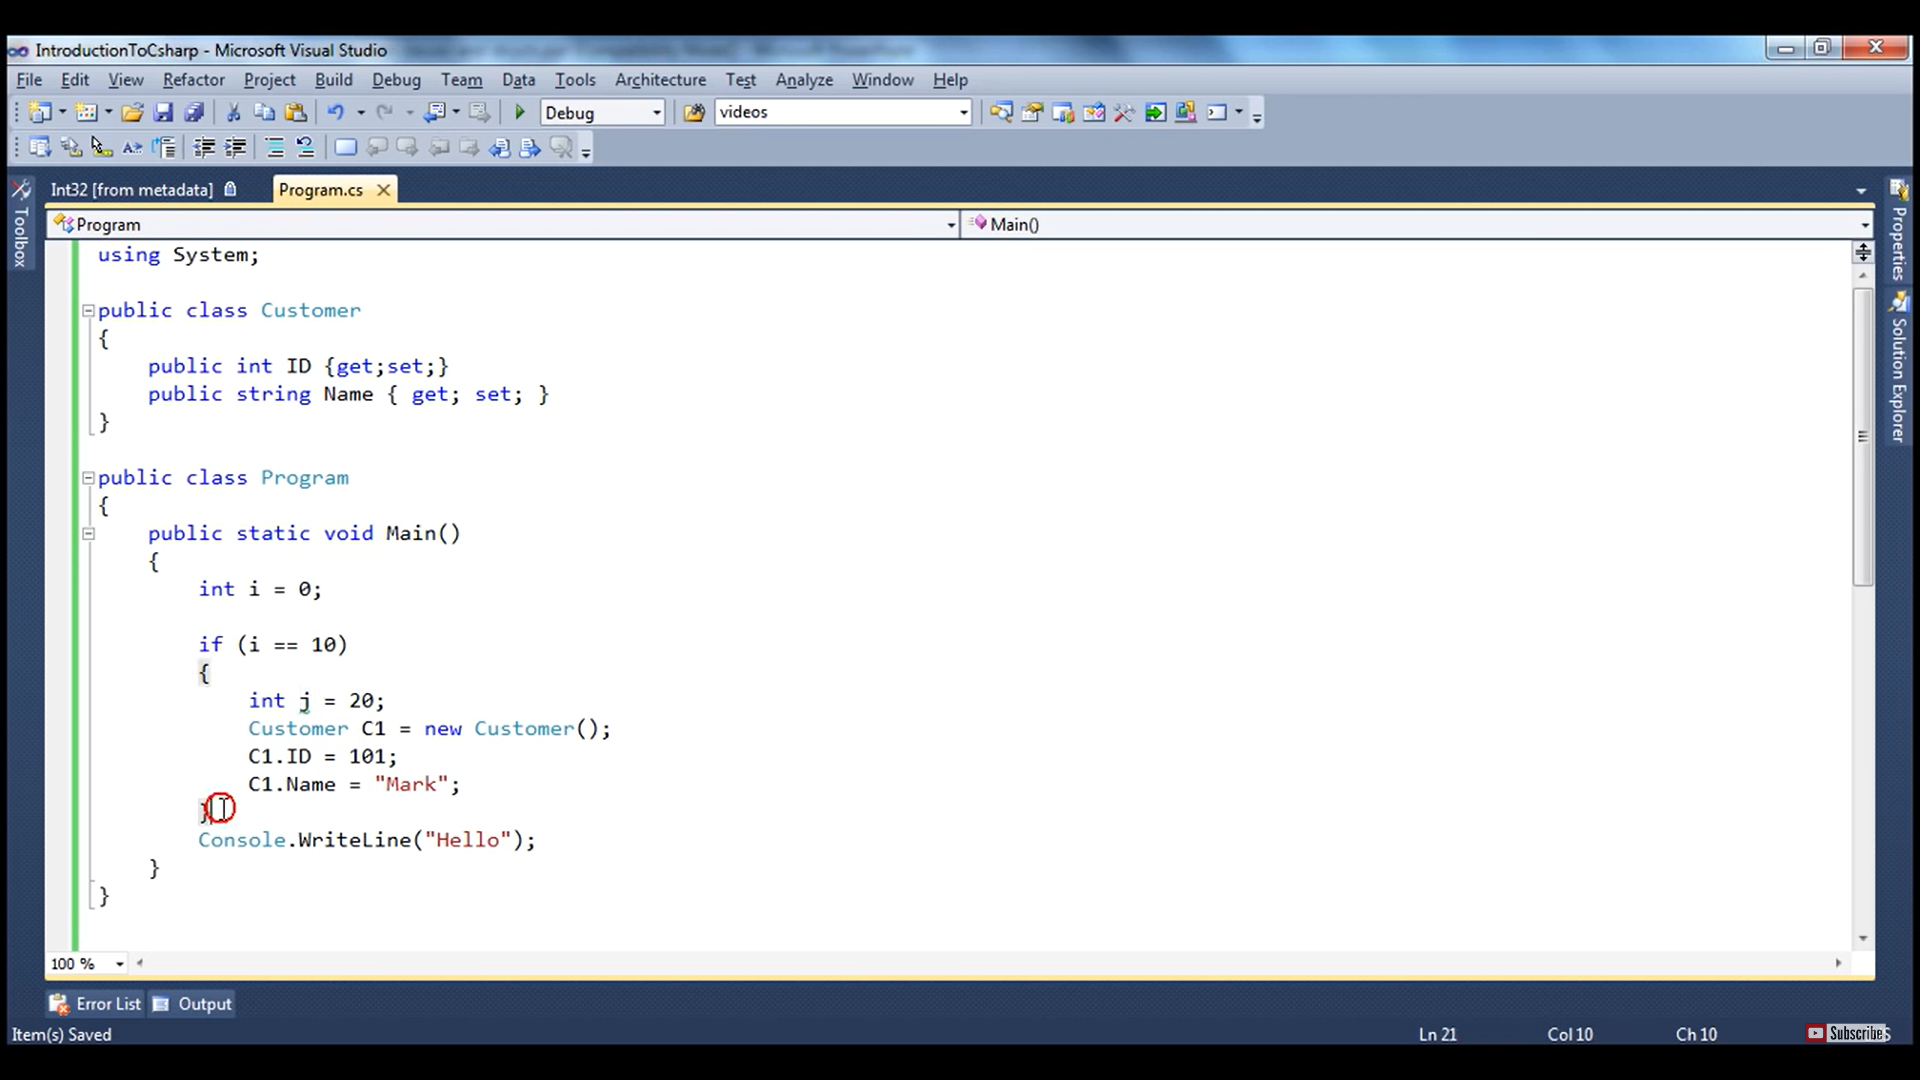 IntroductionToCsharp - Microsoft Visual Studio
File Edit View Refactor Project Build Debug Team Data Tools Architecture Test Analyze Window Help
Debug videos
Int32 [from metadata] Program.cs
Toolbox
Program Main()
Properties
Solution Explorer
using System;
public class Customer
{
public int ID {get;set;}
public string Name { get; set; }
}
public class Program
{
public static void Main()
{
int i = 0;
if (i == 10)
{
int j = 20;
Customer C1 = new Customer();
C1.ID = 101;
C1.Name = "Mark";
}
Console.WriteLine("Hello");
}
}
100 %
Error List Output
Item(s) Saved Ln 21 Col 10 Ch 10 Subscribe